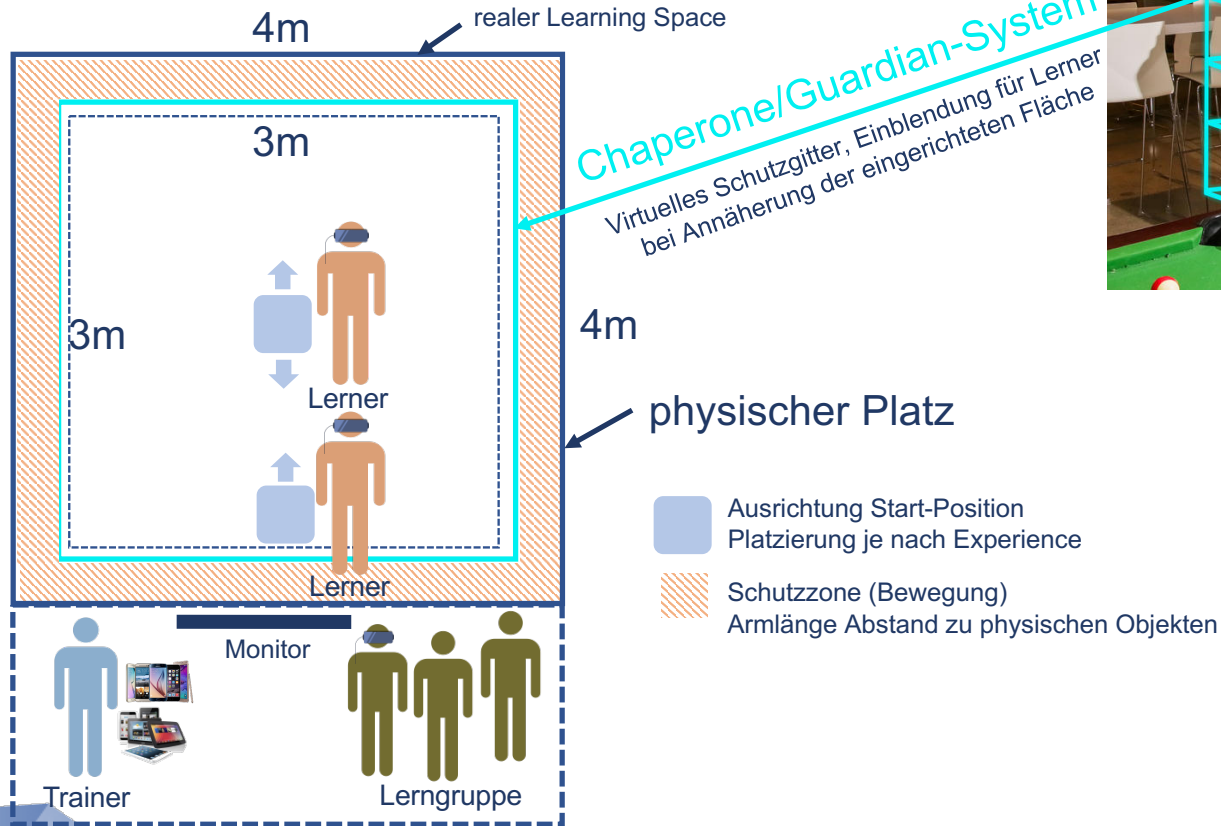 realer Learning Space
4m
Chaperone/Guardian-System
Virtuelles Schutzgitter, Einblendung für Lerner
bei Annäherung der eingerichteten Fläche
3m
3m
4m
Lerner
physischer Platz
Ausrichtung Start-Position
Platzierung je nach Experience
Lerner
Schutzzone (Bewegung)
Armlänge Abstand zu physischen Objekten
Monitor
Trainer
Lerngruppe